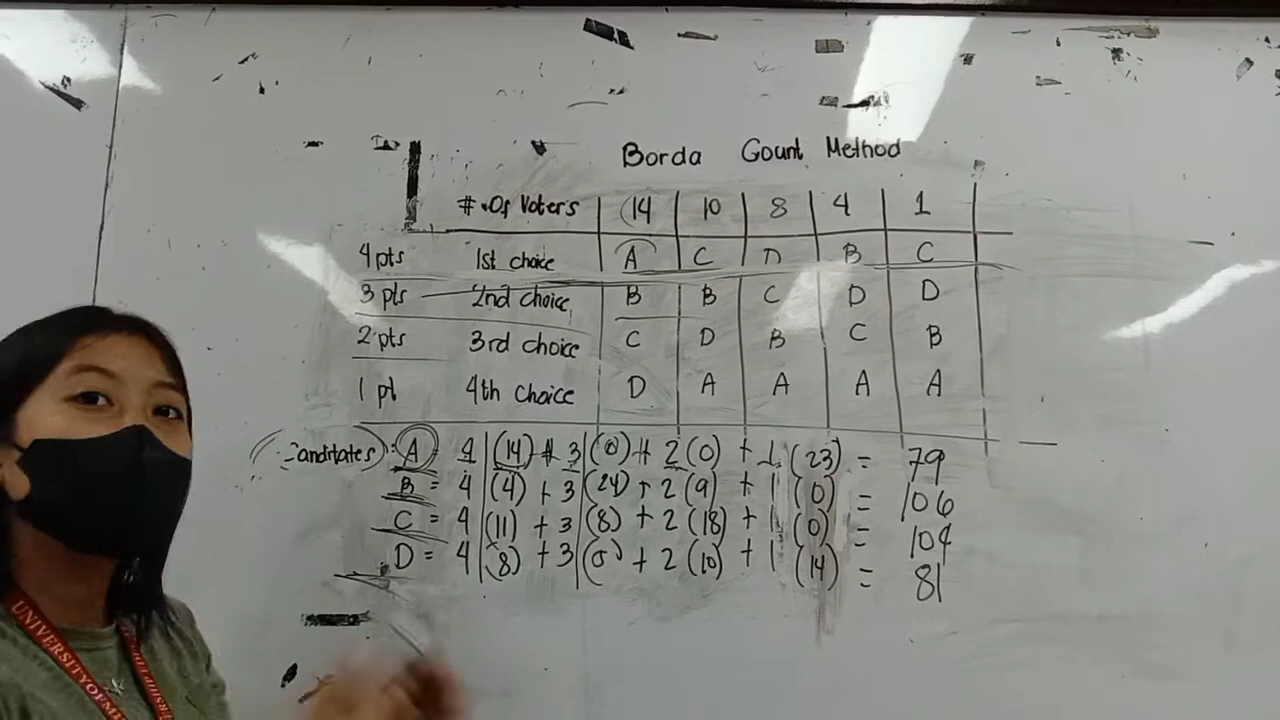 Borda Count Method
#.Of Voters 14 10 8 4 1
4 pts 1st choice A C D B C
3 pts 2nd choice B B C D D
2 pts 3rd choice C D B C B
1 pt 4th choice D A A A A
Canditates: A 4 (14) + 3 (0) + 2 (0) + 1 (23) = 79
B = 4 (4) + 3 (24) + 2 (9) + 1 (0) = 106
C = 4 (11) + 3 (8) + 2 (18) + 1 (0) = 104
D = 4 (8) + 3 (5) + 2 (10) + 1 (14) = 81
UNIVERSITY OF